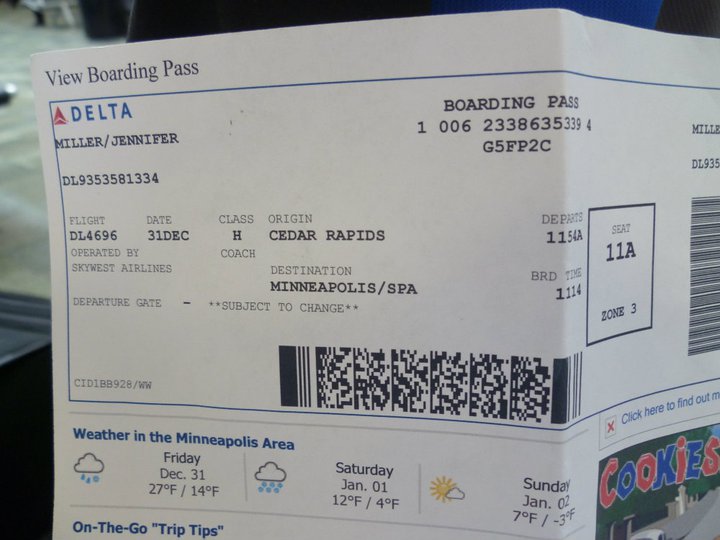 View Boarding Pass
DELTA
BOARDING PASS
MILLER/JENNIFER
1 006 2338635339 4
G5FP2C
DL9353581334
FLIGHT DATE CLASS ORIGIN DEPARTS
DL4696 31DEC H CEDAR RAPIDS 1154A
OPERATED BY COACH
SKYWEST AIRLINES
DESTINATION BRD TIME
MINNEAPOLIS/SPA 1114
DEPARTURE GATE - **SUBJECT TO CHANGE**
SEAT
11A
ZONE 3
CID1BB928/WW
MILLE
DL935
Weather in the Minneapolis Area
Friday
Dec. 31
27°F / 14°F
Saturday
Jan. 01
12°F / 4°F
Sunday
Jan. 02
7°F / -3°F
On-The-Go "Trip Tips"
Click here to find out m
COOKIES